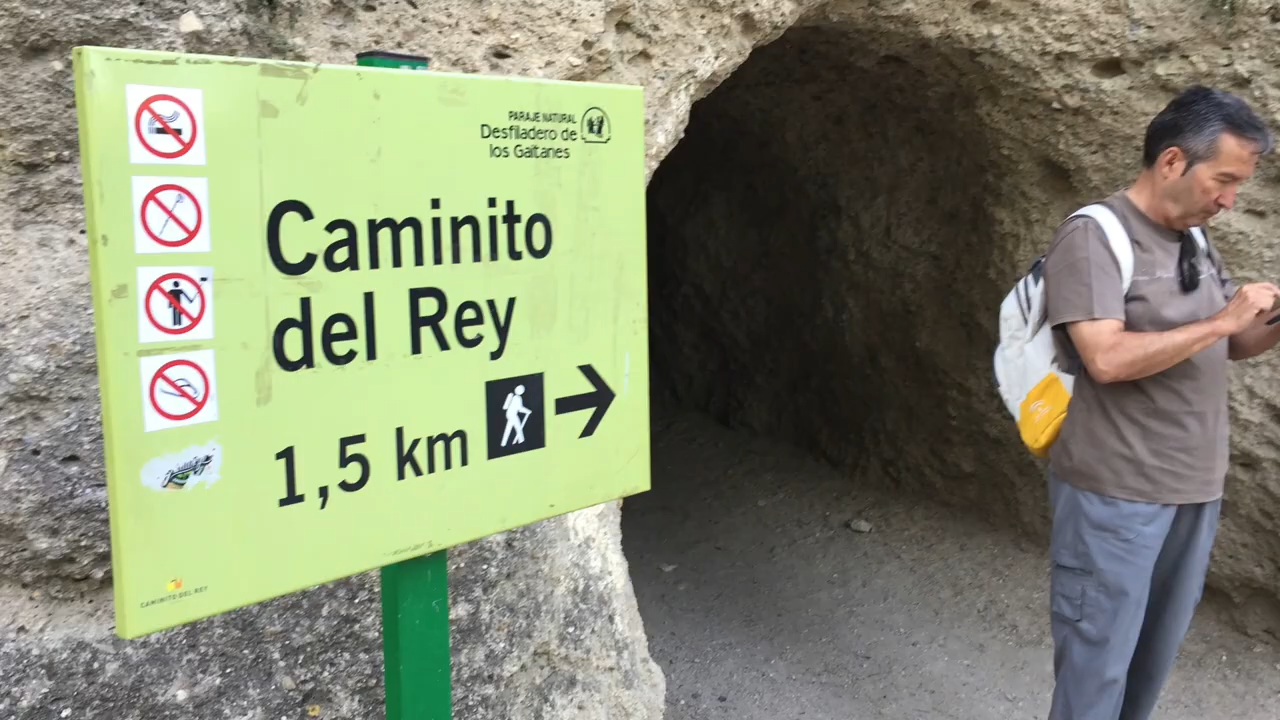 PARAJE NATURAL
Desfiladero de
los Gaitanes
Caminito
del Rey
1,5 km
CAMINITO DEL REY